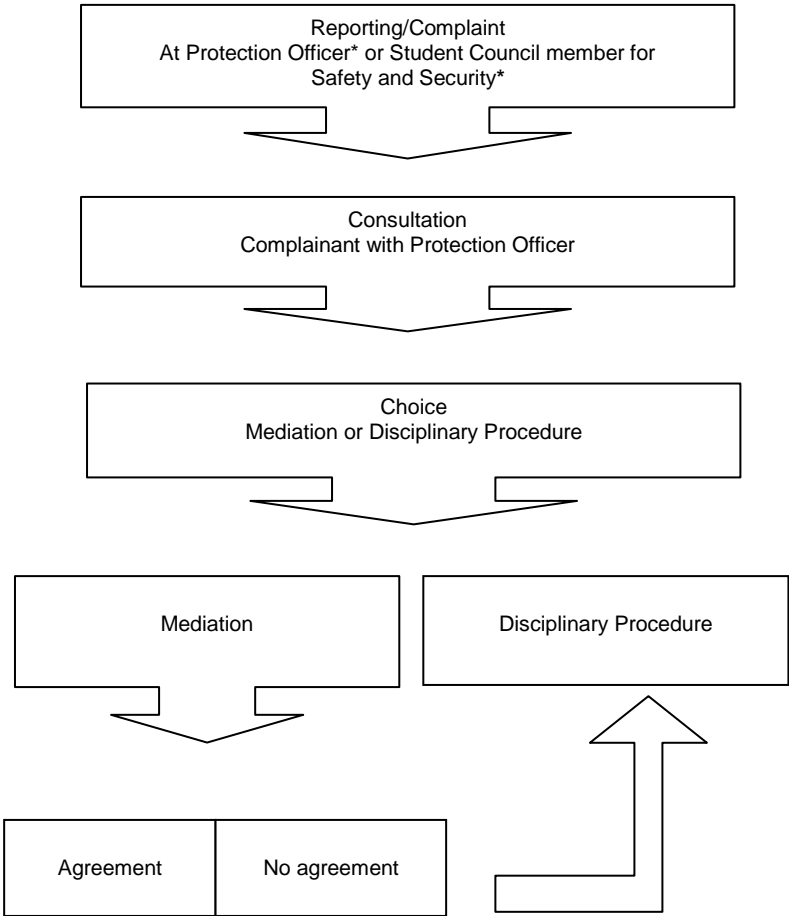 Reporting/Complaint
At Protection Officer* or Student Council member for
Safety and Security*
Consultation
Complainant with Protection Officer
Choice
Mediation or Disciplinary Procedure
Mediation
Disciplinary Procedure
Agreement
No agreement